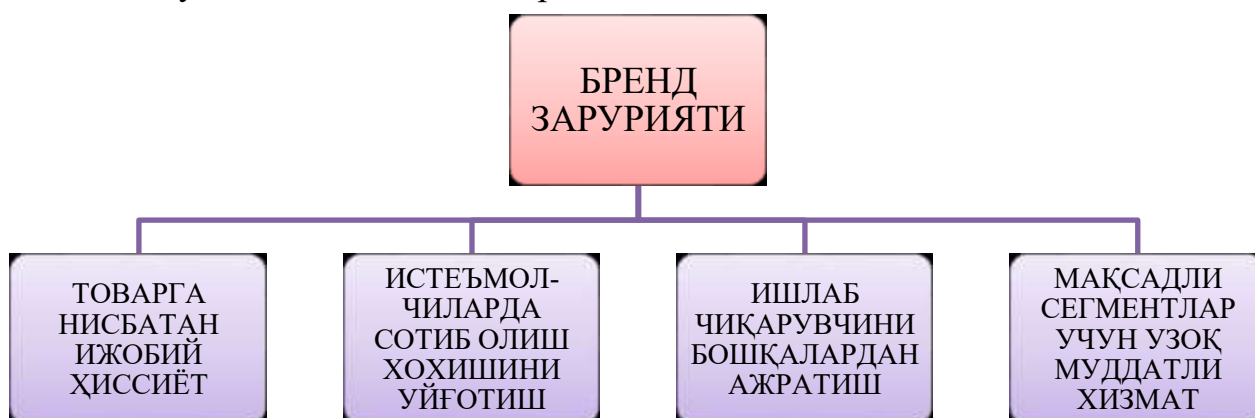 БРЕНД
ЗАРУРИЯТИ
ТОВАРГА
НИСБАТАН
ИЖОБИЙ
ҲИССИЁТ
ИСТЕЪМОЛ-
ЧИЛАРДА
СОТИБ ОЛИШ
ХОХИШИНИ
УЙҒОТИШ
ИШЛАБ
ЧИҚАРУВЧИНИ
БОШҚАЛАРДАН
АЖРАТИШ
МАҚСАДЛИ
СЕГМЕНТЛАР
УЧУН УЗОҚ
МУДДАТЛИ
ХИЗМАТ